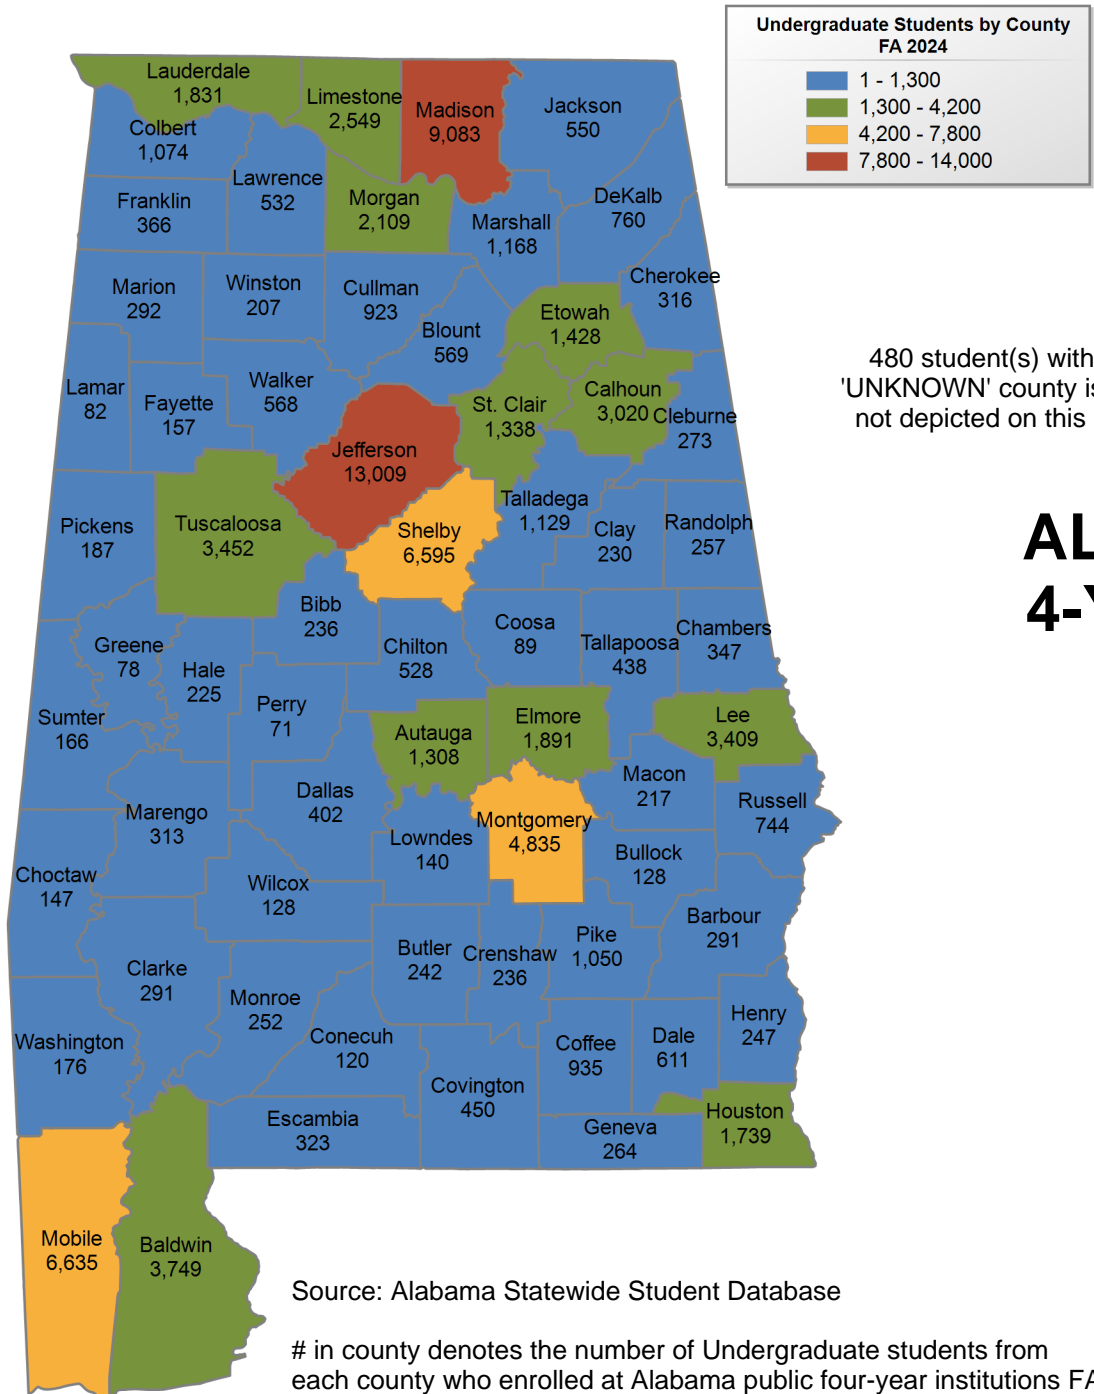 Undergraduate Students by County
FA 2024
1 - 1,300
1,300 - 4,200
4,200 - 7,800
7,800 - 14,000
Lauderdale
1,831
Limestone
2,549
Madison
9,083
Jackson
550
Colbert
1,074
Lawrence
532
Franklin
366
Morgan
2,109
Marshall
1,168
DeKalb
760
Cherokee
316
Marion
292
Winston
207
Cullman
923
Blount
569
Etowah
1,428
480 student(s) with
'UNKNOWN' county is
not depicted on this
Lamar
82
Fayette
157
Walker
568
St. Clair
1,338
Calhoun
3,020
Cleburne
273
Jefferson
13,009
Pickens
187
Tuscaloosa
3,452
Shelby
6,595
Talladega
1,129
Clay
230
Randolph
257
AL
4-Y
Bibb
236
Chilton
528
Coosa
89
Tallapoosa
438
Chambers
347
Greene
78
Hale
225
Perry
71
Sumter
166
Autauga
1,308
Elmore
1,891
Lee
3,409
Macon
217
Russell
744
Dallas
402
Marengo
313
Lowndes
140
Montgomery
4,835
Bullock
128
Choctaw
147
Wilcox
128
Barbour
291
Butler
242
Crenshaw
236
Pike
1,050
Clarke
291
Monroe
252
Conecuh
120
Washington
176
Covington
450
Coffee
935
Dale
611
Henry
247
Escambia
323
Geneva
264
Houston
1,739
Mobile
6,635
Baldwin
3,749
Source: Alabama Statewide Student Database
# in county denotes the number of Undergraduate students from
each county who enrolled at Alabama public four-year institutions FA